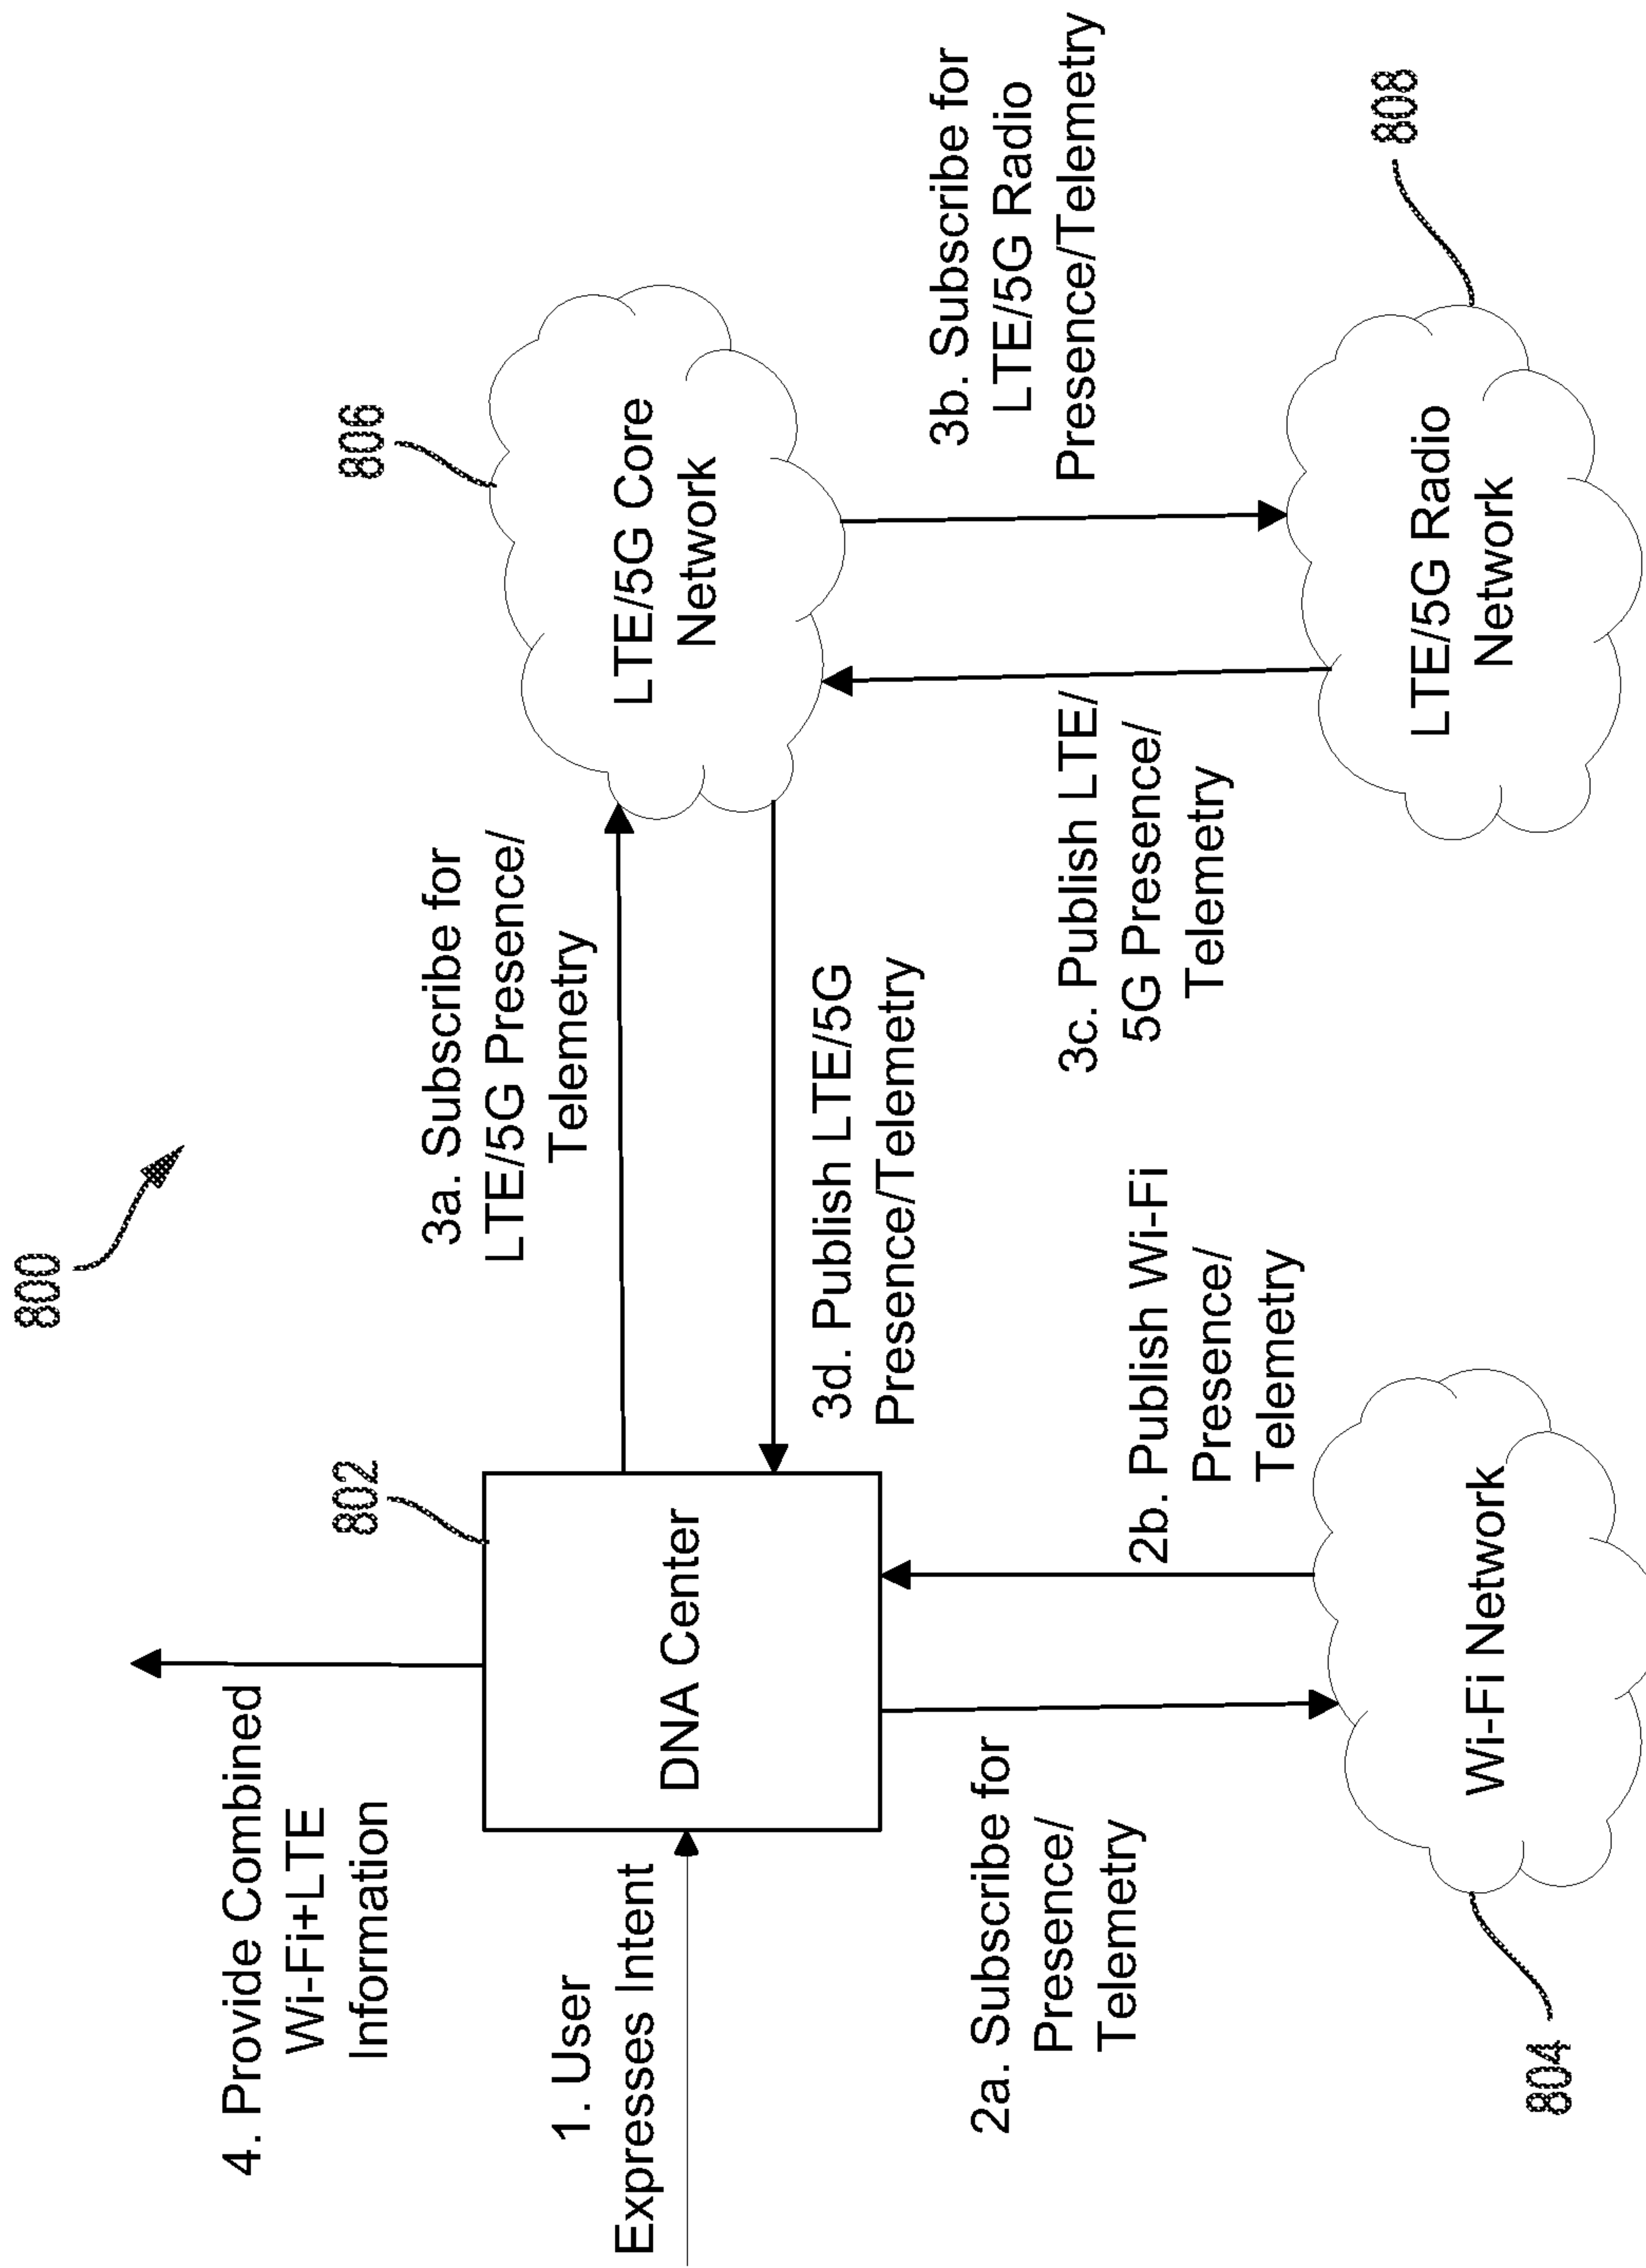 800
4. Provide Combined
Wi-Fi+LTE
Information
802
806
1. User
Expresses Intent
DNA Center
3a. Subscribe for
LTE/5G Presence/
Telemetry
LTE/5G Core
Network
3d. Publish LTE/5G
Presence/Telemetry
2a. Subscribe for
Presence/
Telemetry
2b. Publish Wi-Fi
Presence/
Telemetry
3c. Publish LTE/
5G Presence/
Telemetry
3b. Subscribe for
LTE/5G Radio
Presence/Telemetry
804
Wi-Fi Network
LTE/5G Radio
Network
808